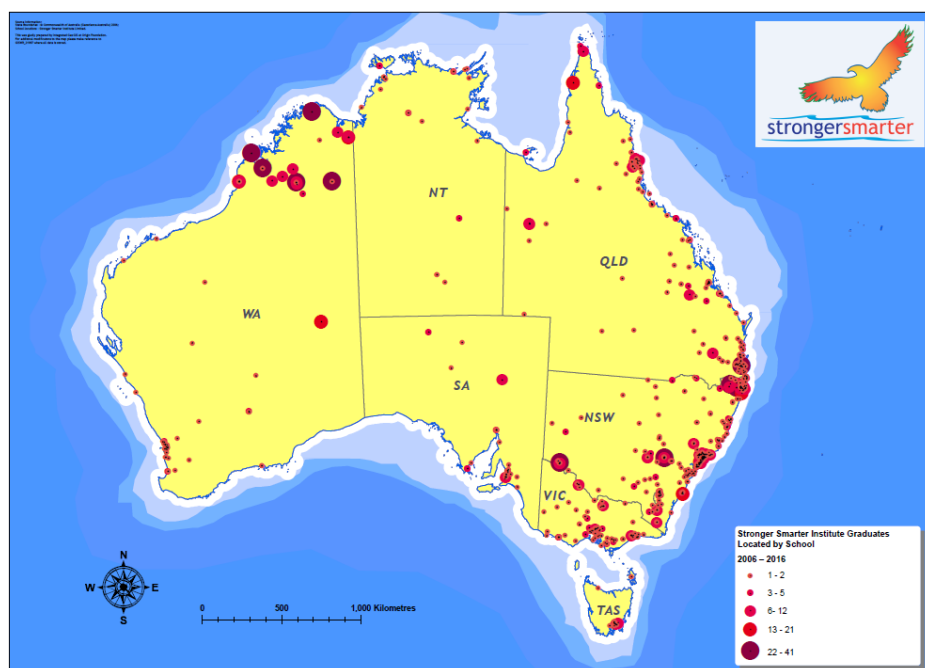 strongersmarter
NT
QLD
WA
SA
NSW
VIC
TAS
N
W
E
S
0
500
1,000 Kilometres
Stronger Smarter Institute Graduates
Located by School
2006 – 2016
1 - 2
3 - 5
6- 12
13 - 21
22 - 41